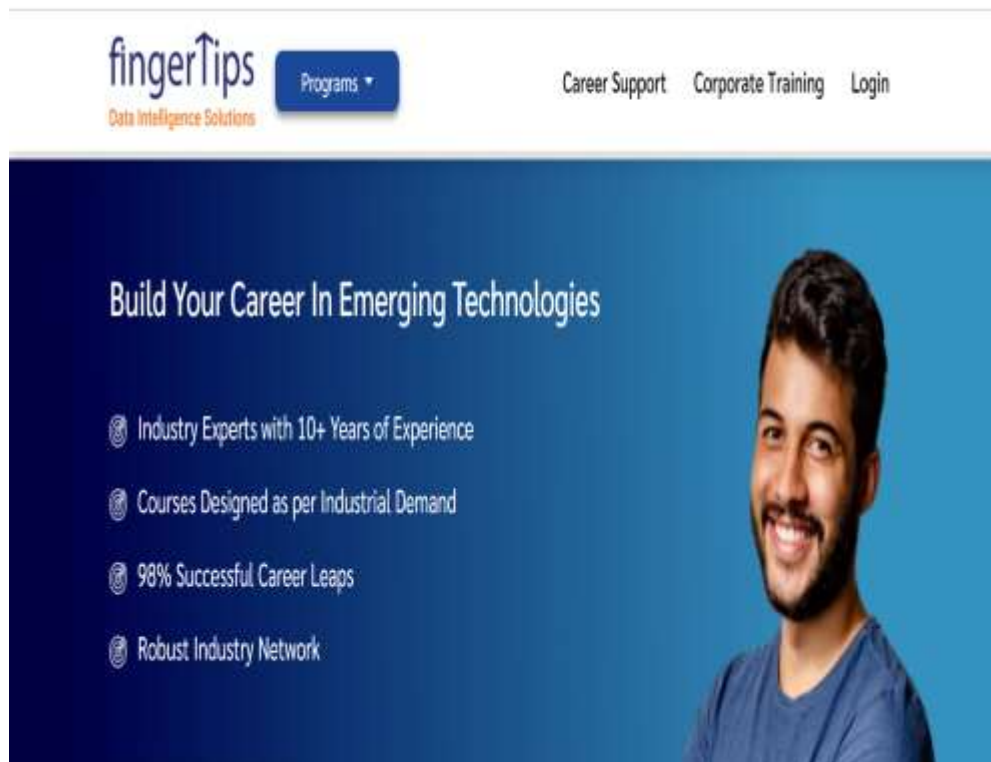 fingerTips
Data Intelligence Solutions
Programs
Career Support
Corporate Training
Login
Build Your Career In Emerging Technologies
Industry Experts with 10+ Years of Experience
Courses Designed as per Industrial Demand
98% Successful Career Leaps
Robust Industry Network